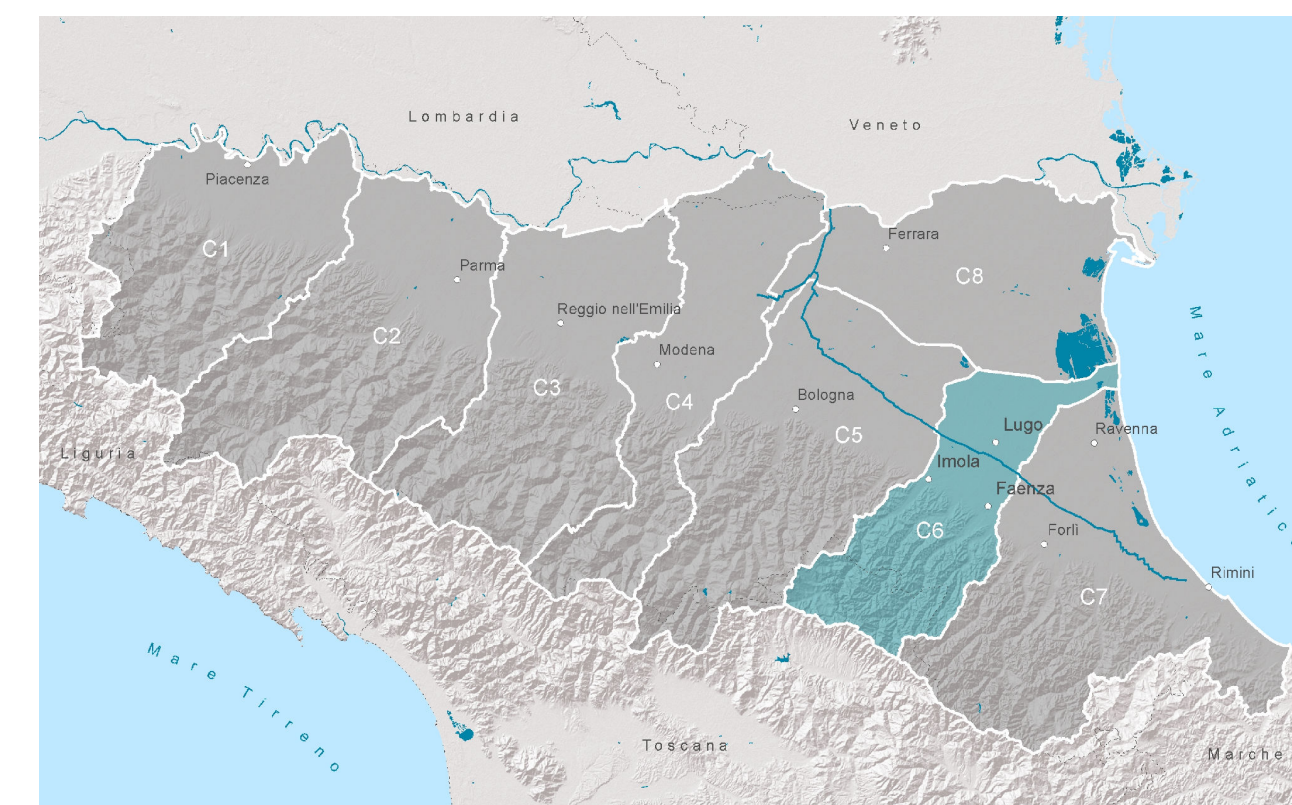 Lombardia
Veneto
Piacenza
Ferrara
C1
Parma
C8
Reggio nell'Emilia
C2
Modena
Mare Adriatico
C3
Bologna
C4
Lugo
Ravenna
C5
Liguria
Imola
Faenza
C6
Forlì
Rimini
C7
Mare Tirreno
Toscana
Marche